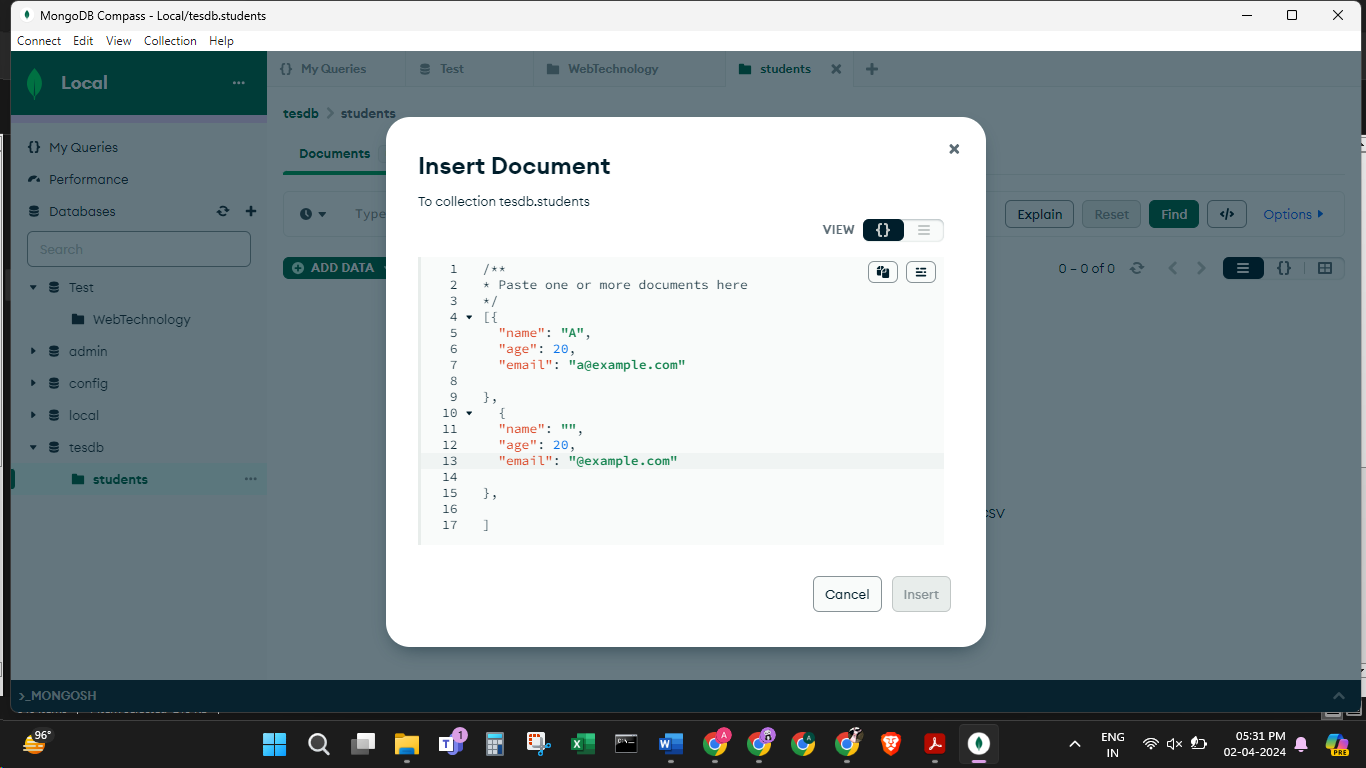 MongoDB Compass - Local/tesdb.students
Connect Edit View Collection Help
Local
{} My Queries
Test
WebTechnology
students
tesdb > students
My Queries
Performance
Databases
Search
Test
WebTechnology
admin
config
local
tesdb
students
Documents
Type
Explain
Reset
Find
</>
Options
ADD DATA
0 – 0 of 0
{}
CSV
Insert Document
To collection tesdb.students
VIEW {}
1 /**
2 * Paste one or more documents here
3 */
4 [{
5 "name": "A",
6 "age": 20,
7 "email": "a@example.com"
8
9 },
10 {
11 "name": "",
12 "age": 20,
13 "email": "@example.com"
14
15 },
16
17 ]
Cancel
Insert
>_MONGOSH
96°
1
A
A
PRE
ENG
IN
05:31 PM
02-04-2024